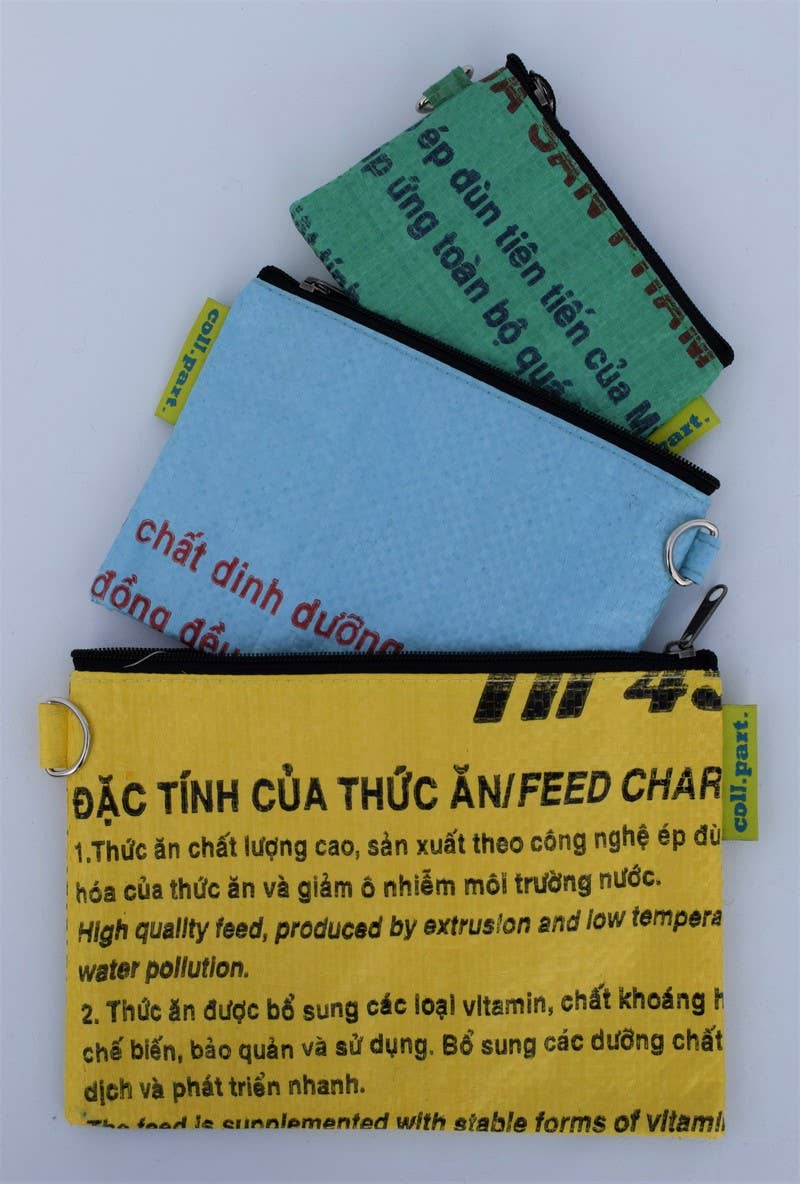 SẢN PHẨM
ép đùn tiên tiến của
ứng toàn bộ quá
part.
coll.part.
chất dinh dưỡng
đồng đều
coll.part.
ĐẶC TÍNH CỦA THỨC ĂN/FEED CHAR
1.Thức ăn chất lượng cao, sản xuất theo công nghệ ép đù
hóa của thức ăn và giảm ô nhiễm môi trường nước.
High quality feed, produced by extrusion and low tempera
water pollution.
2. Thức ăn được bổ sung các loại vitamin, chất khoáng h
chế biến, bảo quản và sử dụng. Bổ sung các dưỡng chất
dịch và phát triển nhanh.
The feed is supplemented with stable forms of vitami